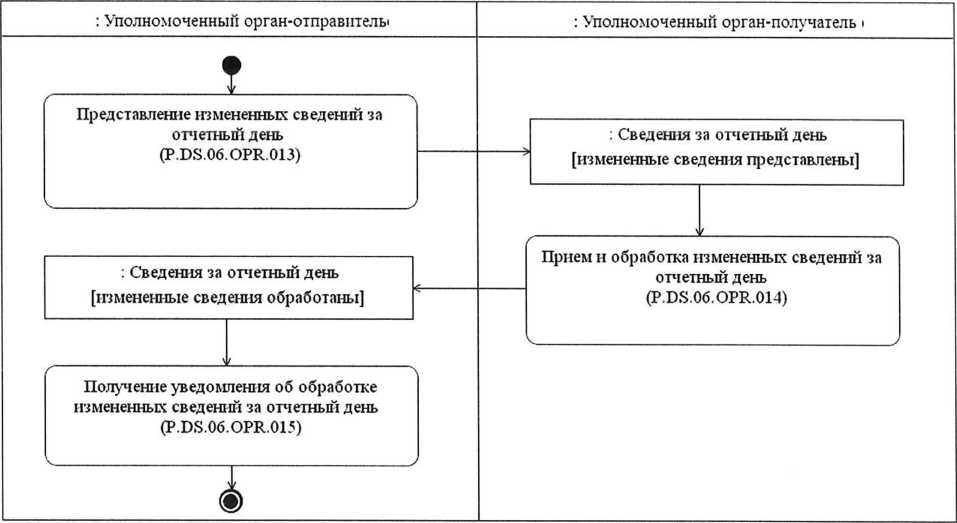 : Уполномоченный орган-отправитель
: Уполномоченный орган-получатель
Представление измененных сведений за
отчетный день
(P.DS.06.OPR.013)
: Сведения за отчетный день
[измененные сведения представлены]
Прием и обработка измененных сведений за
отчетный день
(P.DS.06.OPR.014)
: Сведения за отчетный день
[измененные сведения обработаны]
Получение уведомления об обработке
измененных сведений за отчетный день
(P.DS.06.OPR.015)